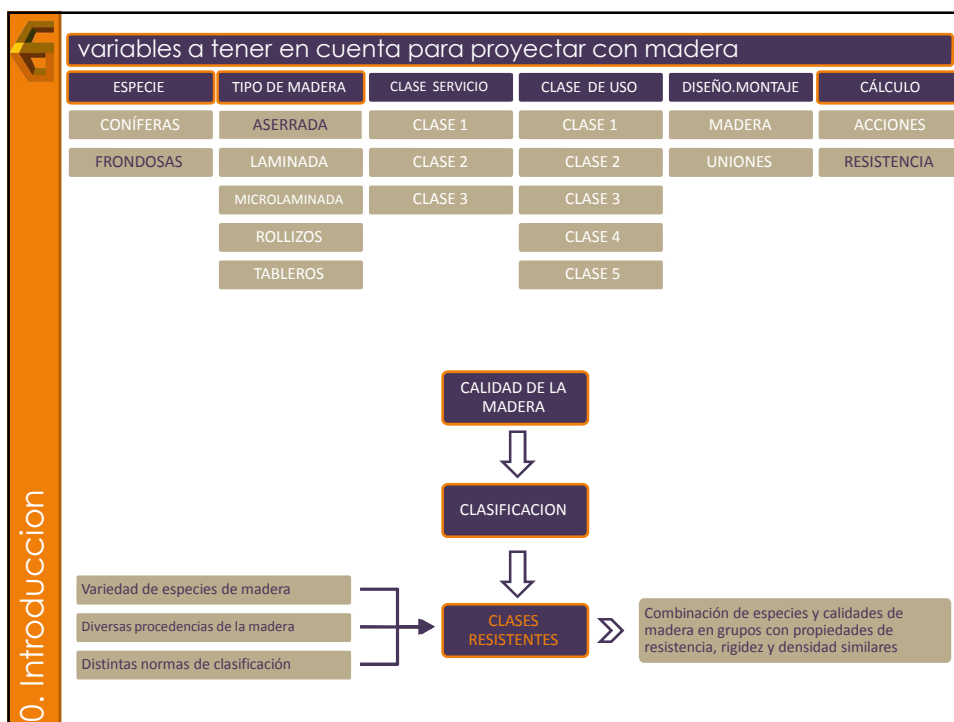 variables a tener en cuenta para proyectar con madera
ESPECIE
TIPO DE MADERA
CLASE SERVICIO
CLASE DE USO
DISEÑO.MONTAJE
CÁLCULO
CONÍFERAS
ASERRADA
CLASE 1
CLASE 1
MADERA
ACCIONES
FRONDOSAS
LAMINADA
CLASE 2
CLASE 2
UNIONES
RESISTENCIA
MICROLAMINADA
CLASE 3
CLASE 3
ROLLIZOS
CLASE 4
TABLEROS
CLASE 5
CALIDAD DE LA
MADERA
CLASIFICACION
Variedad de especies de madera
Diversas procedencias de la madera
Distintas normas de clasificación
CLASES
RESISTENTES
Combinación de especies y calidades de
madera en grupos con propiedades de
resistencia, rigidez y densidad similares
0. Introduccion